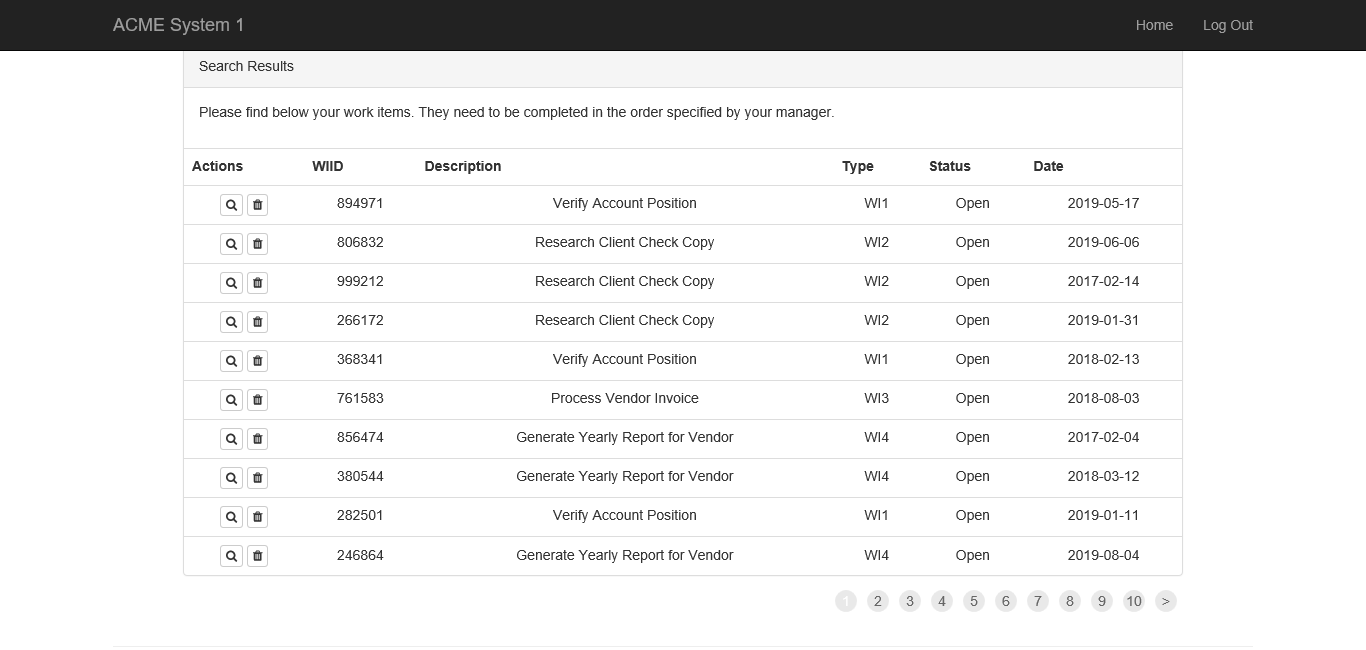 ACME System 1 Home Log Out
Search Results
Please find below your work items. They need to be completed in the order specified by your manager.
Actions WIID Description Type Status Date
894971 Verify Account Position WI1 Open 2019-05-17
806832 Research Client Check Copy WI2 Open 2019-06-06
999212 Research Client Check Copy WI2 Open 2017-02-14
266172 Research Client Check Copy WI2 Open 2019-01-31
368341 Verify Account Position WI1 Open 2018-02-13
761583 Process Vendor Invoice WI3 Open 2018-08-03
856474 Generate Yearly Report for Vendor WI4 Open 2017-02-04
380544 Generate Yearly Report for Vendor WI4 Open 2018-03-12
282501 Verify Account Position WI1 Open 2019-01-11
246864 Generate Yearly Report for Vendor WI4 Open 2019-08-04
1 2 3 4 5 6 7 8 9 10 >